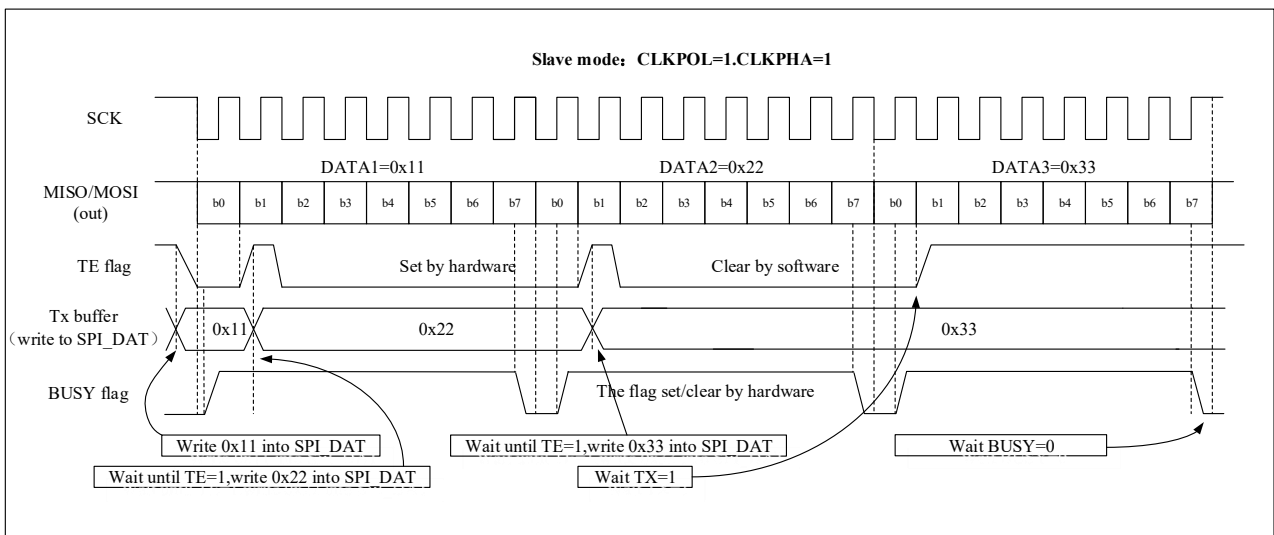 Slave mode：CLKPOL=1.CLKPHA=1
SCK
DATA1=0x11 DATA2=0x22 DATA3=0x33
MISO/MOSI
(out)
b0 b1 b2 b3 b4 b5 b6 b7 b0 b1 b2 b3 b4 b5 b6 b7 b0 b1 b2 b3 b4 b5 b6 b7
TE flag
Set by hardware Clear by software
Tx buffer
（write to SPI_DAT）
0x11 0x22 0x33
BUSY flag
The flag set/clear by hardware
Write 0x11 into SPI_DAT
Wait until TE=1,write 0x33 into SPI_DAT
Wait BUSY=0
Wait until TE=1,write 0x22 into SPI_DAT
Wait TX=1